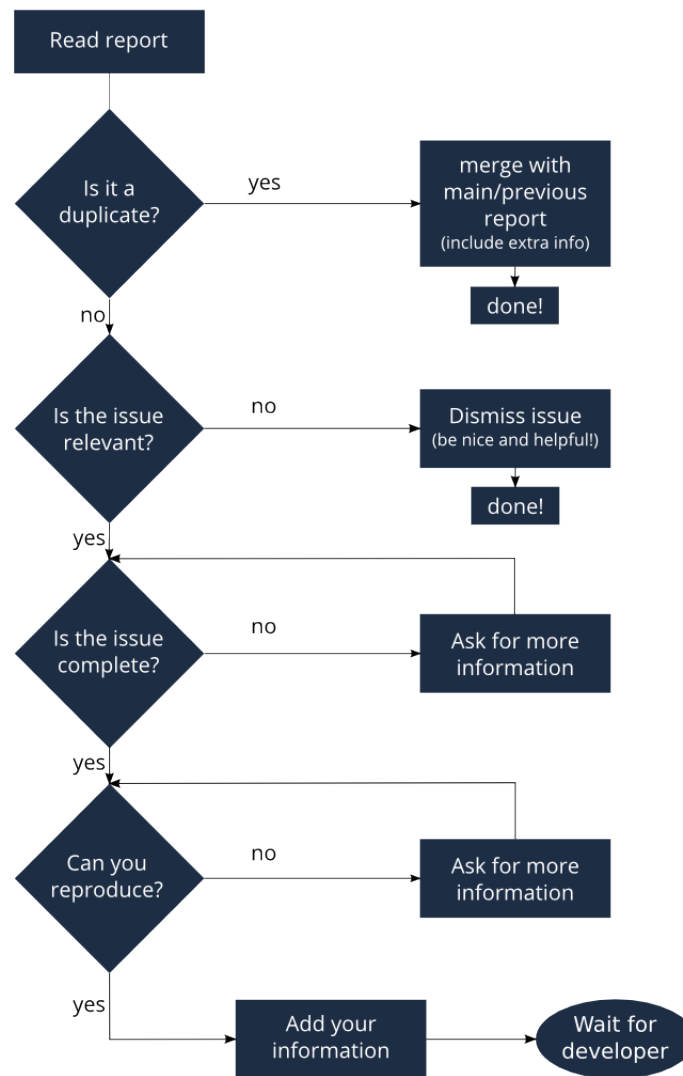 Read report
Is it a
duplicate?
yes
merge with
main/previous
report
(include extra info)
done!
no
Is the issue
relevant?
no
Dismiss issue
(be nice and helpful!)
done!
yes
Is the issue
complete?
no
Ask for more
information
yes
Can you
reproduce?
no
Ask for more
information
yes
Add your
information
Wait for
developer